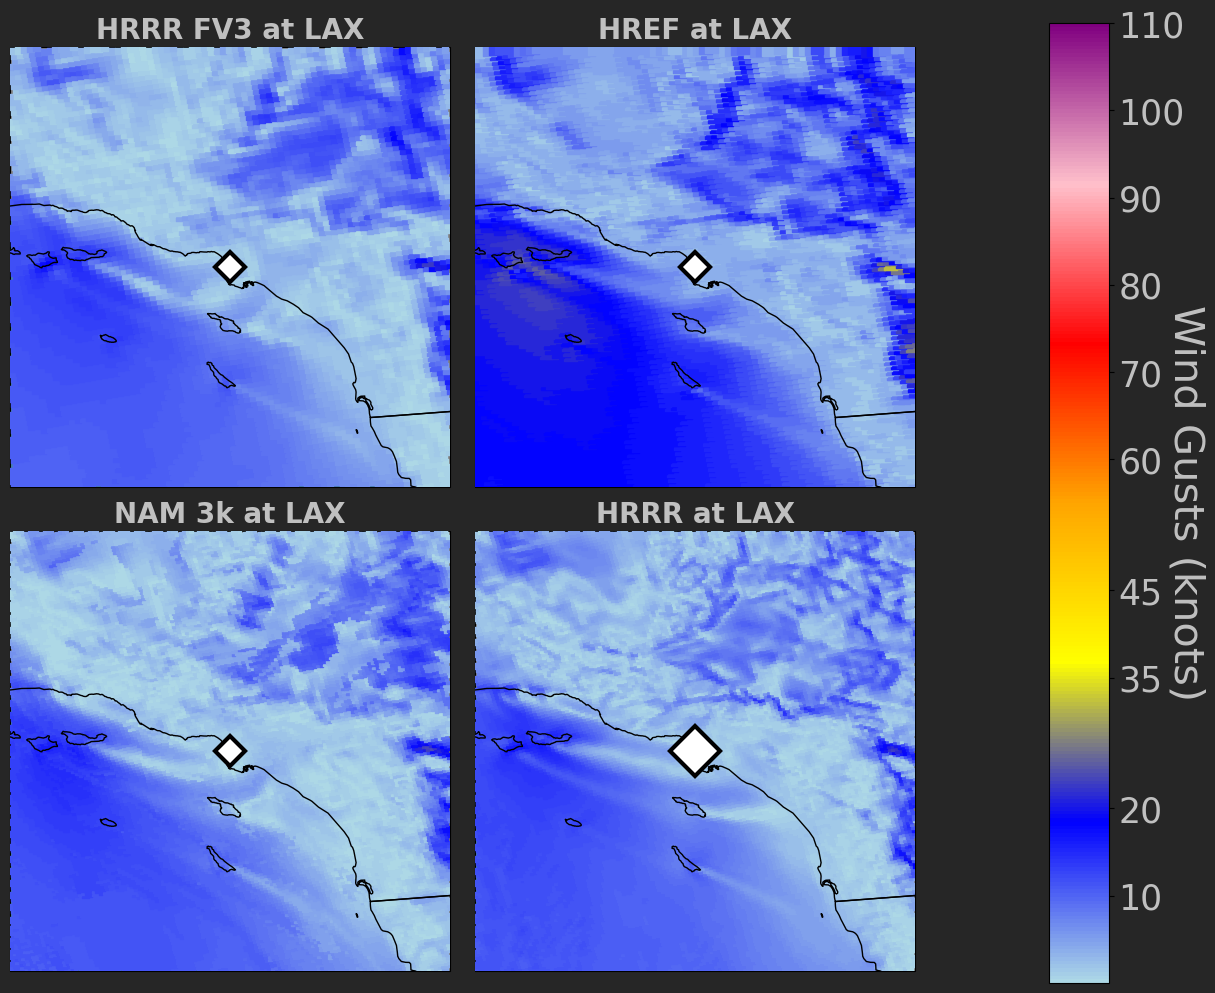 HRRR FV3 at LAX
HREF at LAX
NAM 3k at LAX
HRRR at LAX
110
100
90
80
70
60
45
35
20
10
Wind Gusts (knots)